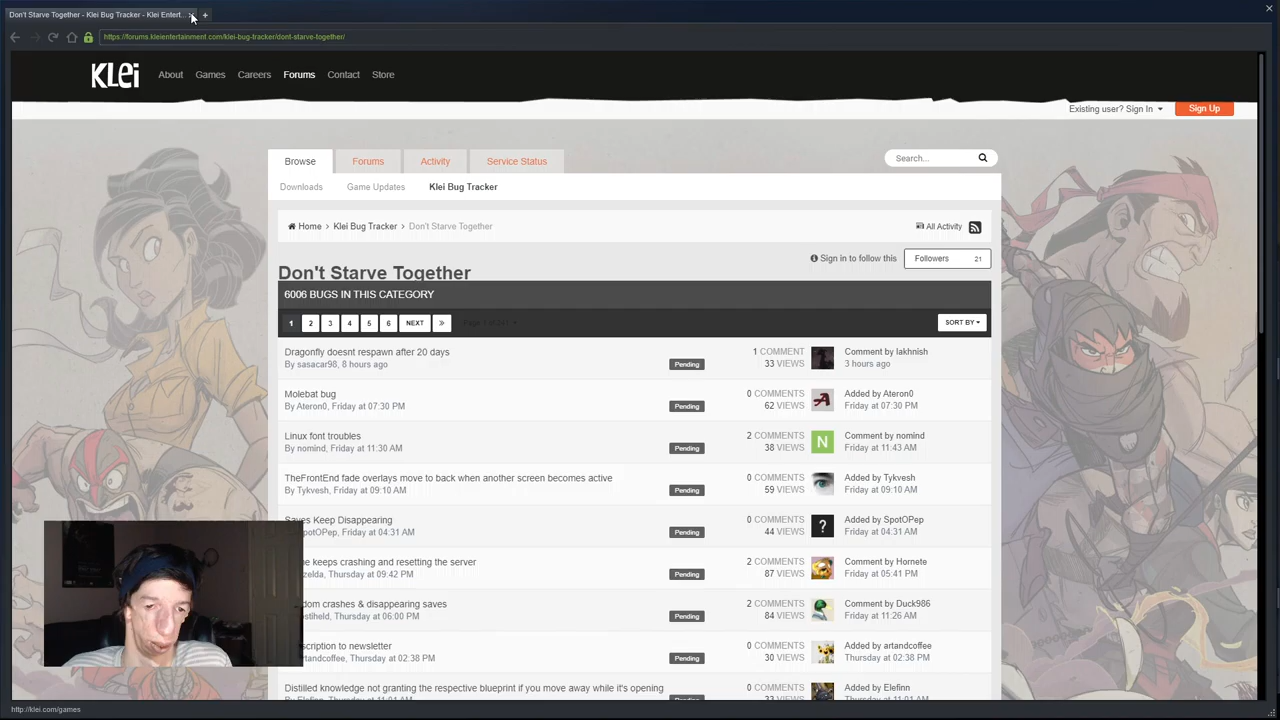 Don't Starve Together - Klei Bug Tracker - Klei Entert...
https://forums.kleientertainment.com/klei-bug-tracker/dont-starve-together/
KLei About Games Careers Forums Contact Store
Existing user? Sign In Sign Up
Browse Forums Activity Service Status
Search...
Downloads Game Updates Klei Bug Tracker
Home > Klei Bug Tracker > Don't Starve Together
All Activity
Sign in to follow this Followers 21
Don't Starve Together
6006 BUGS IN THIS CATEGORY
1 2 3 4 5 6 NEXT » Page 1 of 241
SORT BY
Dragonfly doesnt respawn after 20 days
By sasacar98, 8 hours ago
Pending
1 COMMENT
33 VIEWS
Comment by lakhnish
3 hours ago
Molebat bug
By Ateron0, Friday at 07:30 PM
Pending
0 COMMENTS
62 VIEWS
Added by Ateron0
Friday at 07:30 PM
Linux font troubles
By nomind, Friday at 11:30 AM
Pending
2 COMMENTS
38 VIEWS
N
Comment by nomind
Friday at 11:43 AM
TheFrontEnd fade overlays move to back when another screen becomes active
By Tykvesh, Friday at 09:10 AM
Pending
0 COMMENTS
59 VIEWS
Added by Tykvesh
Friday at 09:10 AM
Saves Keep Disappearing
potOPep, Friday at 04:31 AM
Pending
0 COMMENTS
44 VIEWS
?
Added by SpotOPep
Friday at 04:31 AM
e keeps crashing and resetting the server
zelda, Thursday at 09:42 PM
Pending
2 COMMENTS
87 VIEWS
Comment by Hornete
Friday at 05:41 PM
dom crashes & disappearing saves
stiheld, Thursday at 06:00 PM
Pending
2 COMMENTS
84 VIEWS
Comment by Duck986
Friday at 11:26 AM
scription to newsletter
artandcoffee, Thursday at 02:38 PM
Pending
0 COMMENTS
30 VIEWS
Added by artandcoffee
Thursday at 02:38 PM
Distilled knowledge not granting the respective blueprint if you move away while it's opening
0 COMMENTS
Added by Elefinn
http://klei.com/games